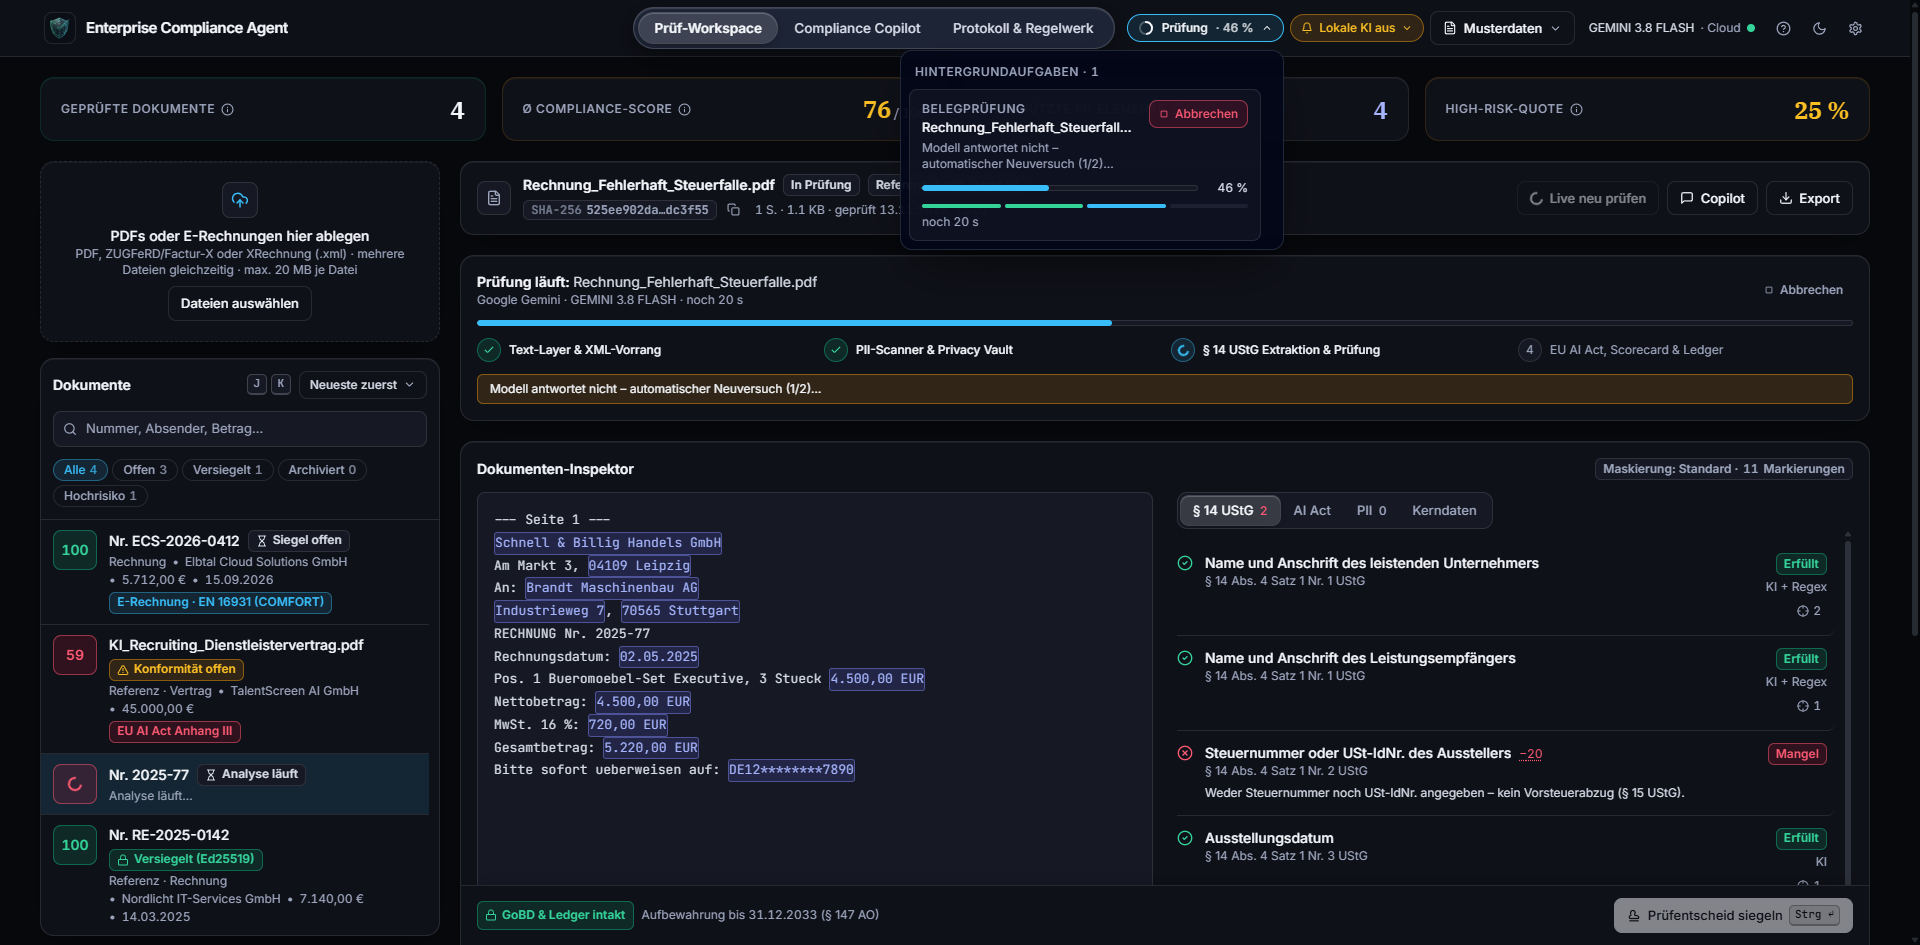 Enterprise Compliance Agent
Prüf-Workspace
Compliance Copilot
Protokoll & Regelwerk
Prüfung · 46 %
Lokale KI aus
Musterdaten
GEMINI 3.8 FLASH · Cloud
HINTERGRUNDAUFGABEN · 1
BELEGPRÜFUNG
Rechnung_Fehlerhaft_Steuerfall...
Abbrechen
Modell antwortet nicht –
automatischer Neuversuch (1/2)...
46 %
noch 20 s
GEPRÜFTE DOKUMENTE
4
Ø COMPLIANCE-SCORE
76/
4
HIGH-RISK-QUOTE
25 %
PDFs oder E-Rechnungen hier ablegen
PDF, ZUGFeRD/Factur-X oder XRechnung (.xml) · mehrere
Dateien gleichzeitig · max. 20 MB je Datei
Dateien auswählen
Dokumente
J
K
Neueste zuerst
Nummer, Absender, Betrag...
Alle 4
Offen 3
Versiegelt 1
Archiviert 0
Hochrisiko 1
100
Nr. ECS-2026-0412
Siegel offen
Rechnung • Elbtal Cloud Solutions GmbH
• 5.712,00 € • 15.09.2026
E-Rechnung · EN 16931 (COMFORT)
59
KI_Recruiting_Dienstleistervertrag.pdf
Konformität offen
Referenz · Vertrag • TalentScreen AI GmbH
• 45.000,00 €
EU AI Act Anhang III
Nr. 2025-77
Analyse läuft
Analyse läuft...
100
Nr. RE-2025-0142
Versiegelt (Ed25519)
Referenz · Rechnung
• Nordlicht IT-Services GmbH • 7.140,00 €
• 14.03.2025
Rechnung_Fehlerhaft_Steuerfalle.pdf
In Prüfung
Refe
SHA-256 525ee902da…dc3f55
1 S. · 1.1 KB · geprüft 13.
Live neu prüfen
Copilot
Export
Prüfung läuft: Rechnung_Fehlerhaft_Steuerfalle.pdf
Google Gemini · GEMINI 3.8 FLASH · noch 20 s
Abbrechen
Text-Layer & XML-Vorrang
PII-Scanner & Privacy Vault
§ 14 UStG Extraktion & Prüfung
4 EU AI Act, Scorecard & Ledger
Modell antwortet nicht – automatischer Neuversuch (1/2)...
Dokumenten-Inspektor
Maskierung: Standard · 11 Markierungen
--- Seite 1 ---
Schnell & Billig Handels GmbH
Am Markt 3, 04109 Leipzig
An: Brandt Maschinenbau AG
Industrieweg 7, 70565 Stuttgart
RECHNUNG Nr. 2025-77
Rechnungsdatum: 02.05.2025
Pos. 1 Bueromoebel-Set Executive, 3 Stueck 4.500,00 EUR
Nettobetrag: 4.500,00 EUR
MwSt. 16 %: 720,00 EUR
Gesamtbetrag: 5.220,00 EUR
Bitte sofort ueberweisen auf: DE12********7890
§ 14 UStG 2
AI Act
PII 0
Kerndaten
Name und Anschrift des leistenden Unternehmers
Erfüllt
§ 14 Abs. 4 Satz 1 Nr. 1 UStG
KI + Regex
2
Name und Anschrift des Leistungsempfängers
Erfüllt
§ 14 Abs. 4 Satz 1 Nr. 1 UStG
KI + Regex
1
Steuernummer oder USt-IdNr. des Ausstellers −20
Mangel
§ 14 Abs. 4 Satz 1 Nr. 2 UStG
Weder Steuernummer noch USt-IdNr. angegeben – kein Vorsteuerabzug (§ 15 UStG).
Ausstellungsdatum
Erfüllt
§ 14 Abs. 4 Satz 1 Nr. 3 UStG
KI
1
GoBD & Ledger intakt
Aufbewahrung bis 31.12.2033 (§ 147 AO)
Prüfentscheid siegeln
Strg ↵